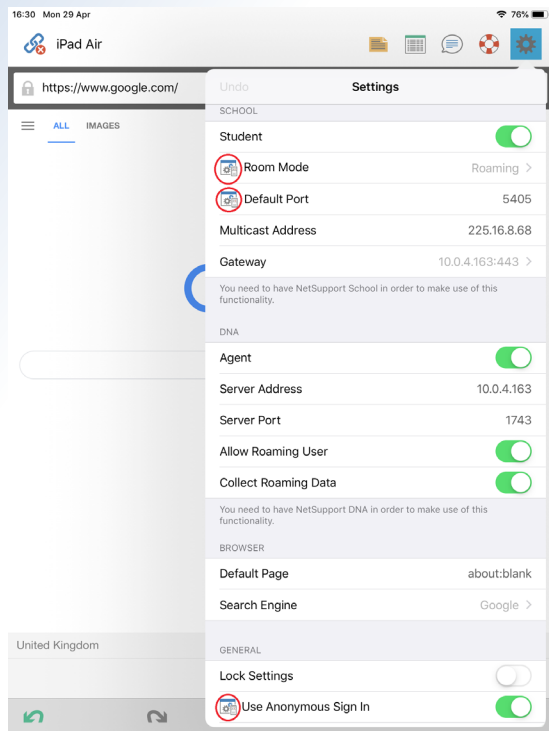 16:30 Mon 29 Apr 76%
iPad Air
https://www.google.com/
ALL IMAGES
United Kingdom
Undo Settings
SCHOOL
Student
Room Mode Roaming >
Default Port 5405
Multicast Address 225.16.8.68
Gateway 10.0.4.163:443 >
You need to have NetSupport School in order to make use of this
functionality.
DNA
Agent
Server Address 10.0.4.163
Server Port 1743
Allow Roaming User
Collect Roaming Data
You need to have NetSupport DNA in order to make use of this
functionality.
BROWSER
Default Page about:blank
Search Engine Google >
GENERAL
Lock Settings
Use Anonymous Sign In